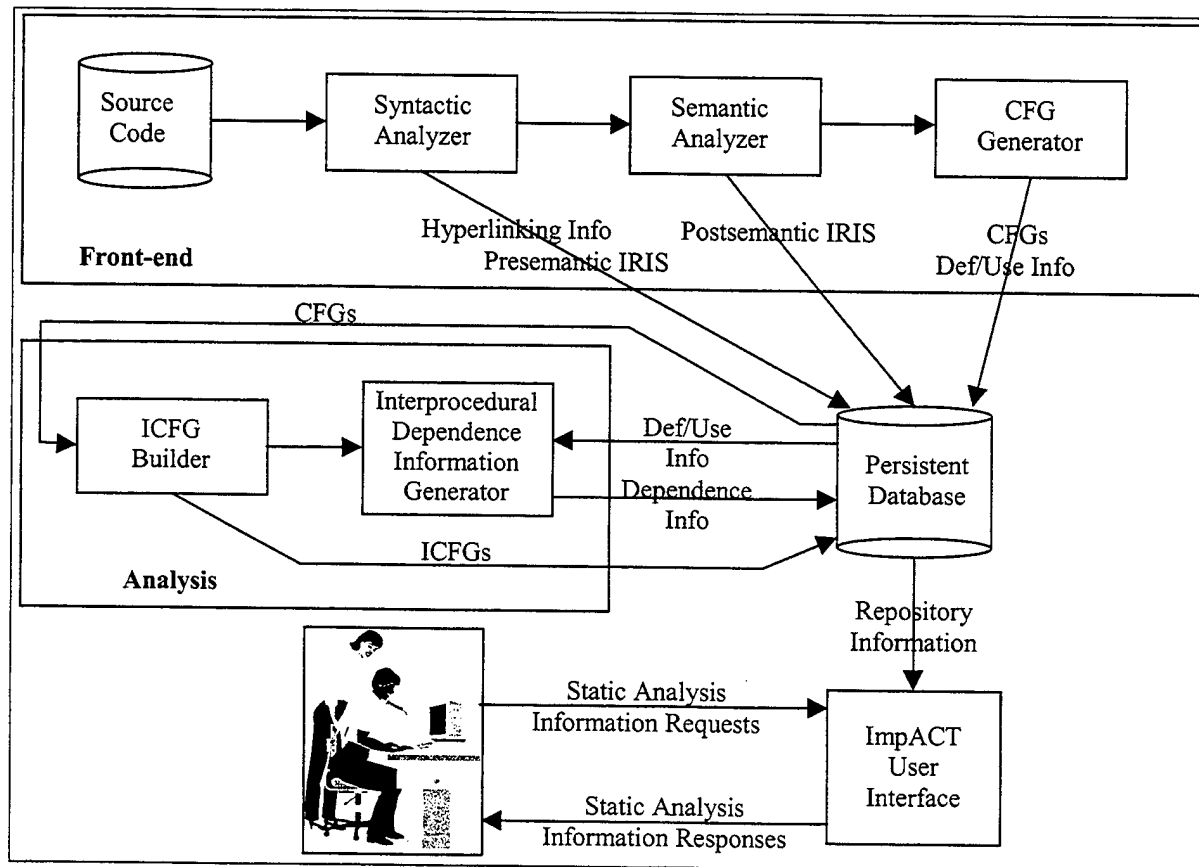 Source
Code
Syntactic
Analyzer
Semantic
Analyzer
CFG
Generator
Hyperlinking Info
Presemantic IRIS
Postsemantic IRIS
CFGs
Def/Use Info
Front-end
CFGs
ICFG
Builder
Interprocedural
Dependence
Information
Generator
Def/Use
Info
Dependence
Info
Persistent
Database
ICFGs
Analysis
Repository
Information
Static Analysis
Information Requests
ImpACT
User
Interface
Static Analysis
Information Responses